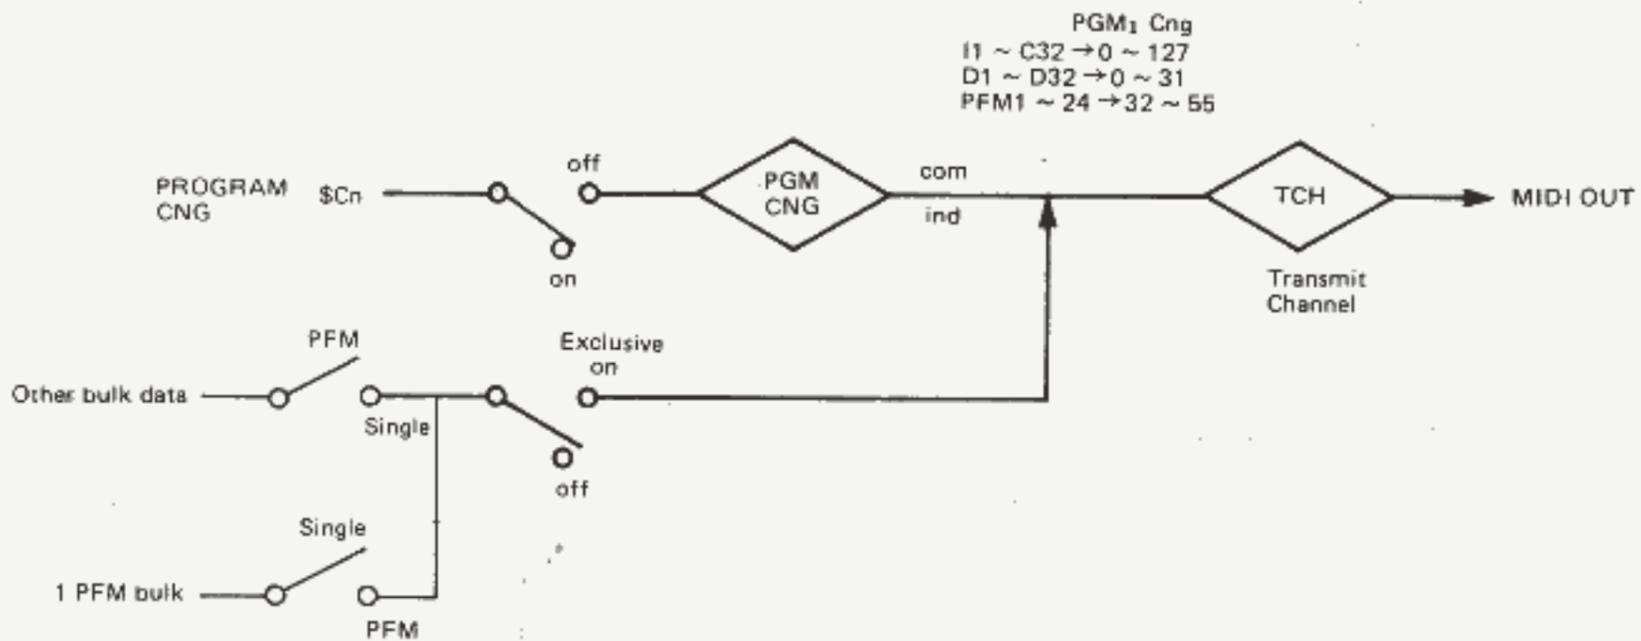 PGM₁ Cng
I1 ~ C32 → 0 ~ 127
D1 ~ D32 → 0 ~ 31
PFM1 ~ 24 → 32 ~ 55
off
PROGRAM
CNG
$Cn
PGM
CNG
com
ind
TCH
MIDI OUT
on
Transmit
Channel
PFM
Exclusive
on
Other bulk data
Single
off
Single
1 PFM bulk
PFM